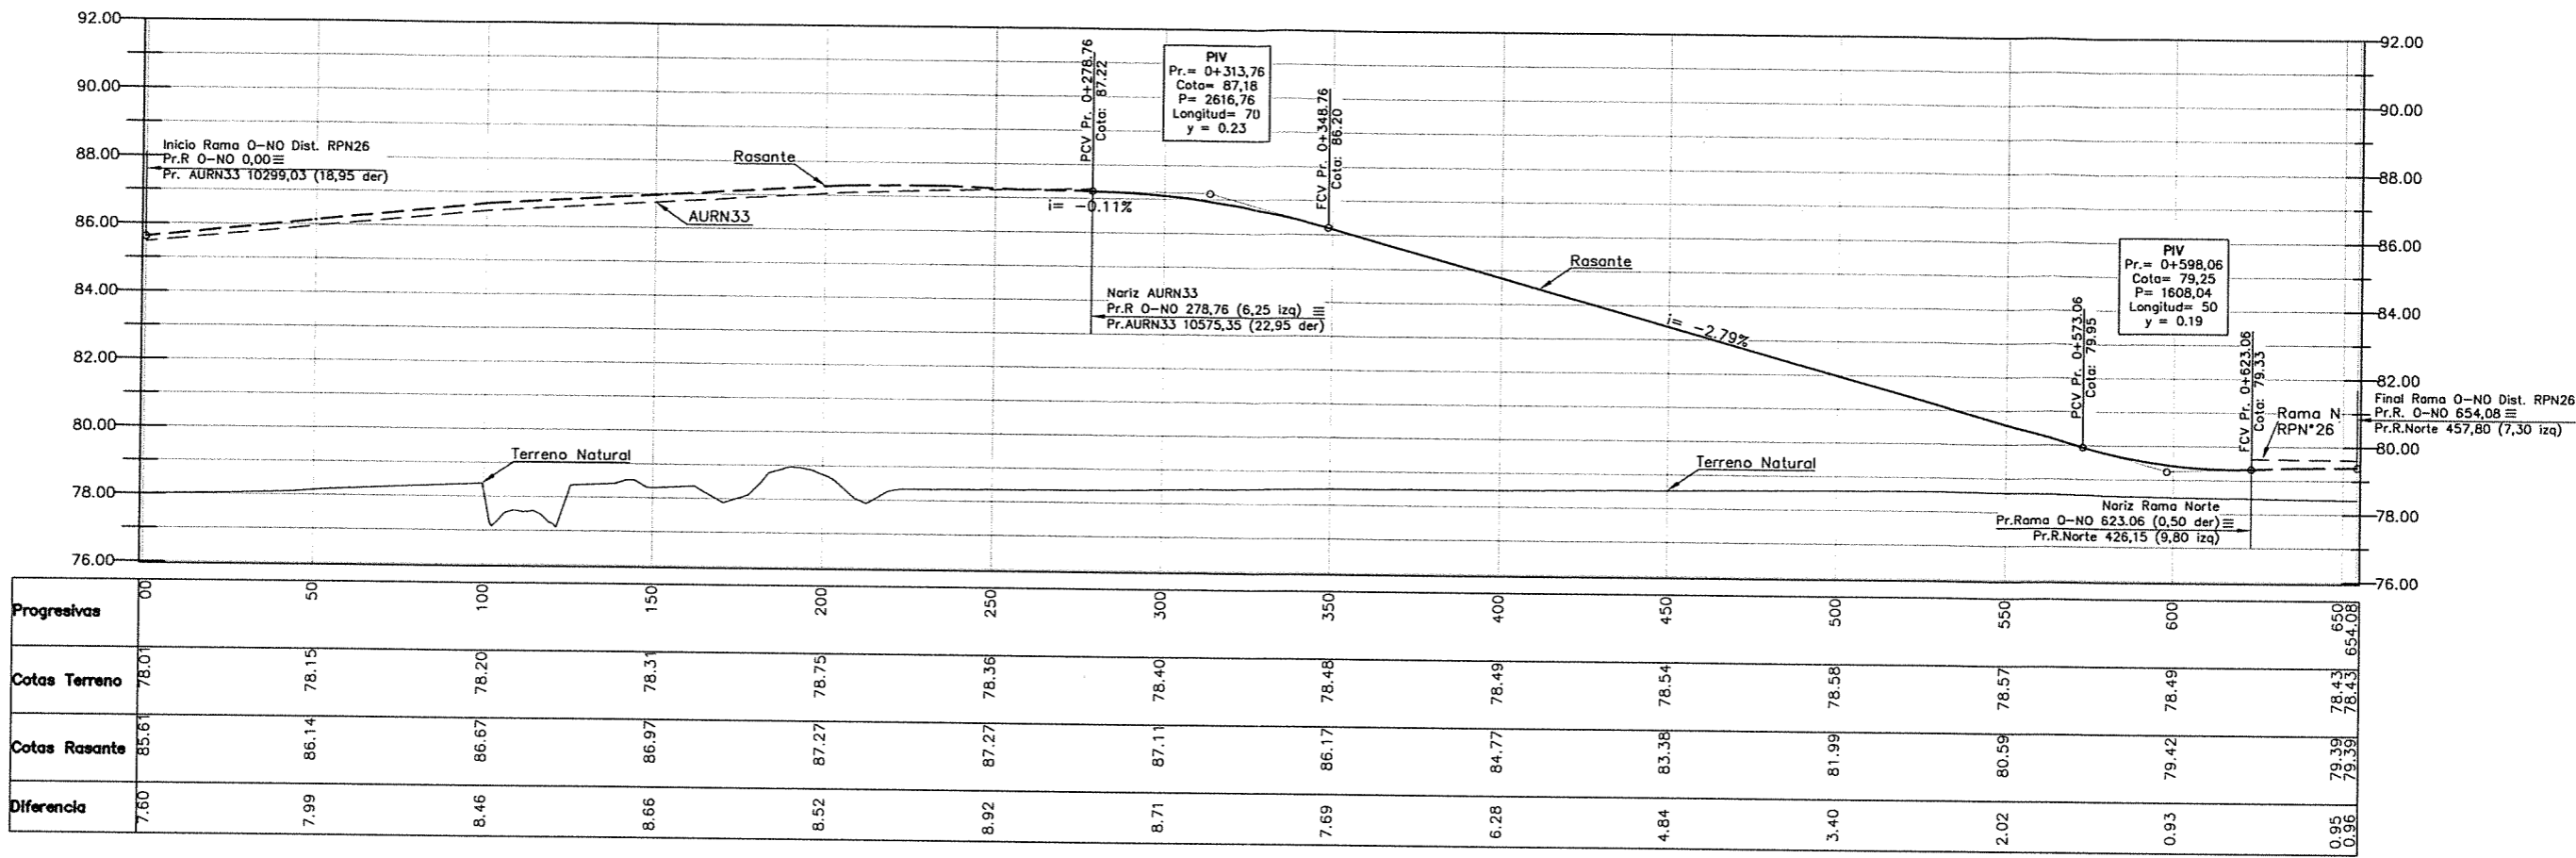 92.00
90.00
88.00
86.00
84.00
82.00
80.00
78.00
76.00
Inicio Rama O-NO Dist. RPN26
Pr.R O-NO 0,00≡
Pr. AURN33 10299,03 (18,95 der)
Rasante
AURN33
PCV Pr. 0+278.76
Cota: 87.22
PIV
Pr.= 0+313,76
Cota= 87,18
P= 2616,76
Longitud= 70
y = 0.23
FCV Pr. 0+348.76
Cota: 86.20
i= -0.11%
Nariz AURN33
Pr.R O-NO 278,76 (6,25 izq) ≡
Pr.AURN33 10575,35 (22,95 der)
Rasante
i= -2.79%
PIV
Pr.= 0+598,06
Cota= 79,25
P= 1608,04
Longitud= 50
y = 0.19
PCV Pr. 0+573.06
Cota: 79.95
FCV Pr. 0+623.06
Cota: 79.33
Rama N
RPN°26
Final Rama O-NO Dist. RPN26
Pr.R. O-NO 654,08 ≡
Pr.R.Norte 457,80 (7,30 izq)
Terreno Natural
Terreno Natural
Nariz Rama Norte
Pr.Rama O-NO 623.06 (0,50 der)≡
Pr.R.Norte 426,15 (9,80 izq)
92.00
90.00
88.00
86.00
84.00
82.00
80.00
78.00
76.00
Progresivas 00 50 100 150 200 250 300 350 400 450 500 550 600 650 654.08
Cotas Terreno 78.01 78.15 78.20 78.31 78.75 78.36 78.40 78.48 78.49 78.54 78.58 78.57 78.49 78.43 78.43
Cotas Rasante 85.61 86.14 86.67 86.97 87.27 87.27 87.11 86.17 84.77 83.38 81.99 80.59 79.42 79.39 79.39
Diferencia 7.60 7.99 8.46 8.66 8.52 8.92 8.71 7.69 6.28 4.84 3.40 2.02 0.93 0.95 0.96